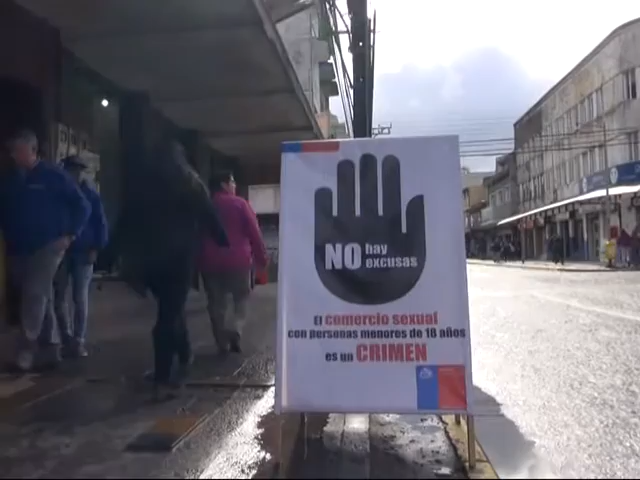 NO hay
excusas
El comercio sexual
con personas menores de 18 años
es un CRIMEN